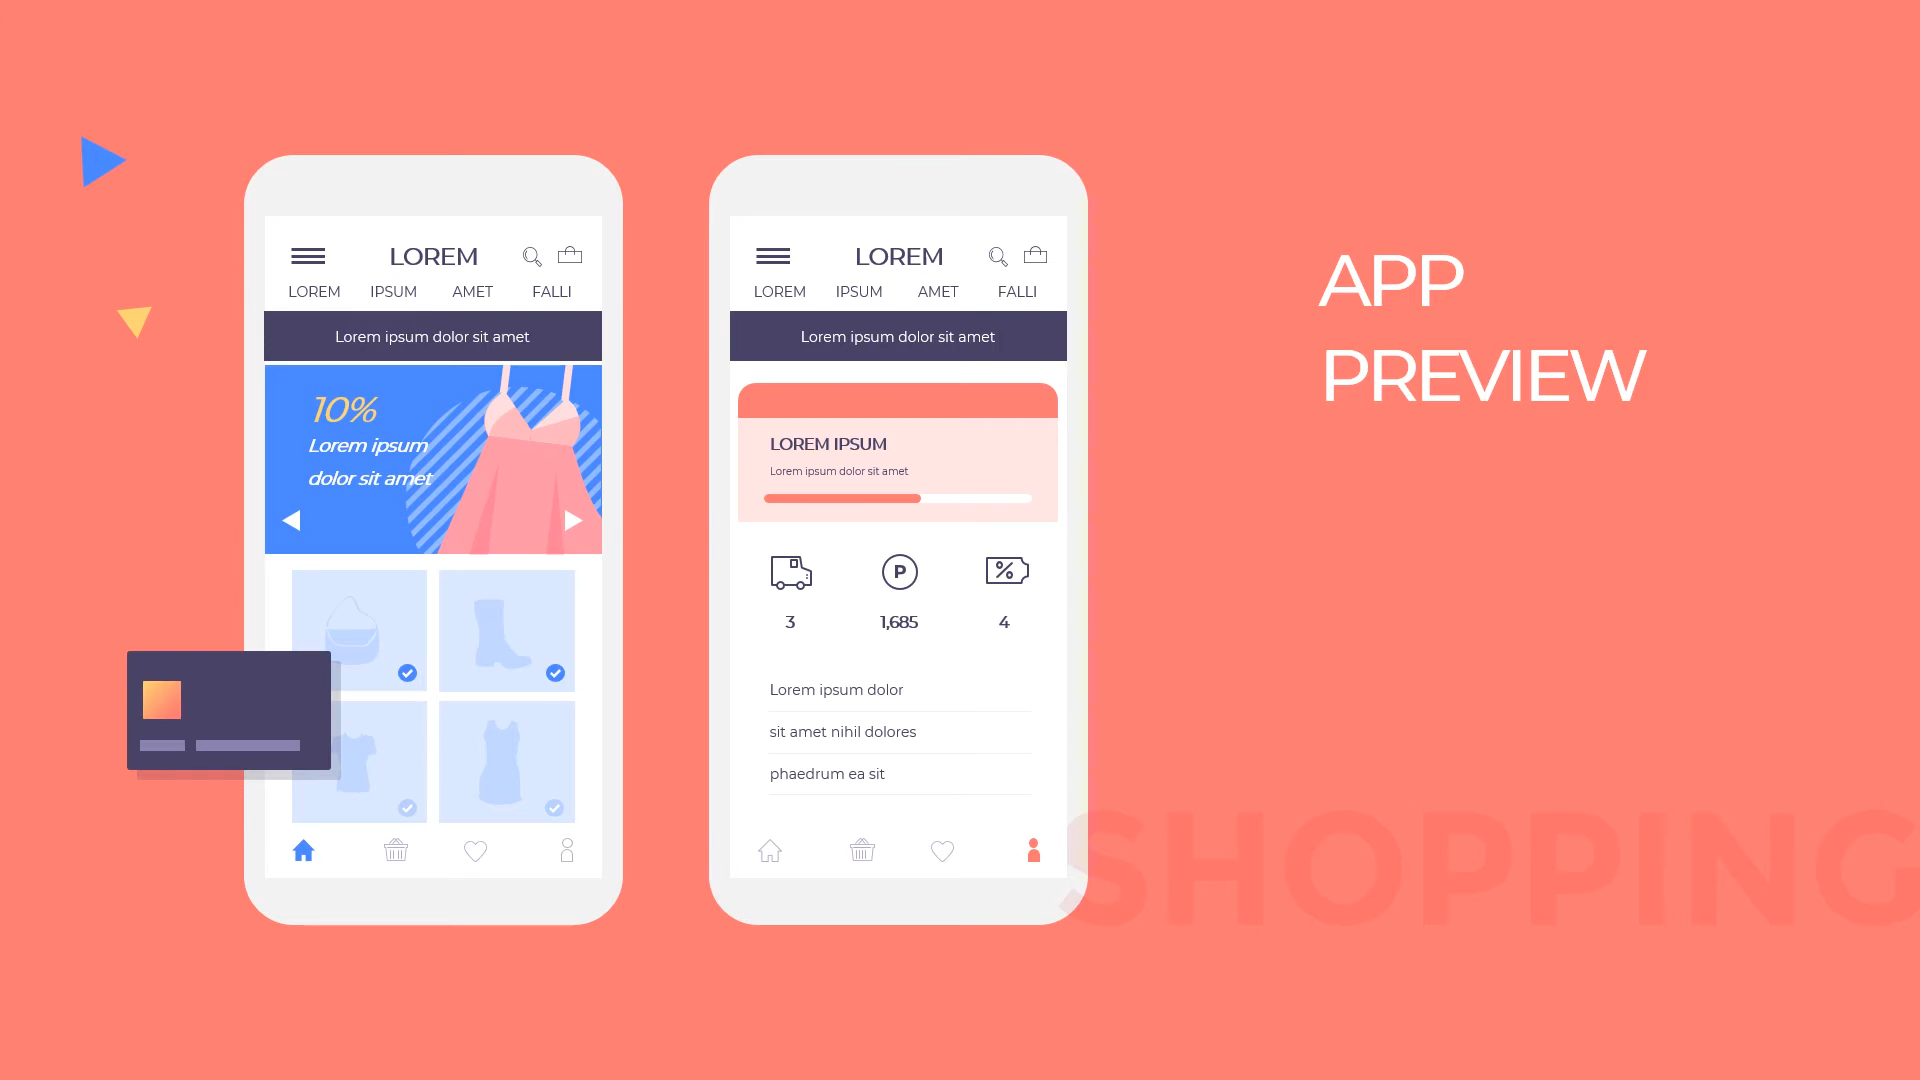 LOREM
LOREM IPSUM AMET FALLI
Lorem ipsum dolor sit amet
10%
Lorem ipsum
dolor sit amet
LOREM
LOREM IPSUM AMET FALLI
Lorem ipsum dolor sit amet
LOREM IPSUM
Lorem ipsum dolor sit amet
P
%
3 1,685 4
Lorem ipsum dolor
sit amet nihil dolores
phaedrum ea sit
APP
PREVIEW
SHOPPING